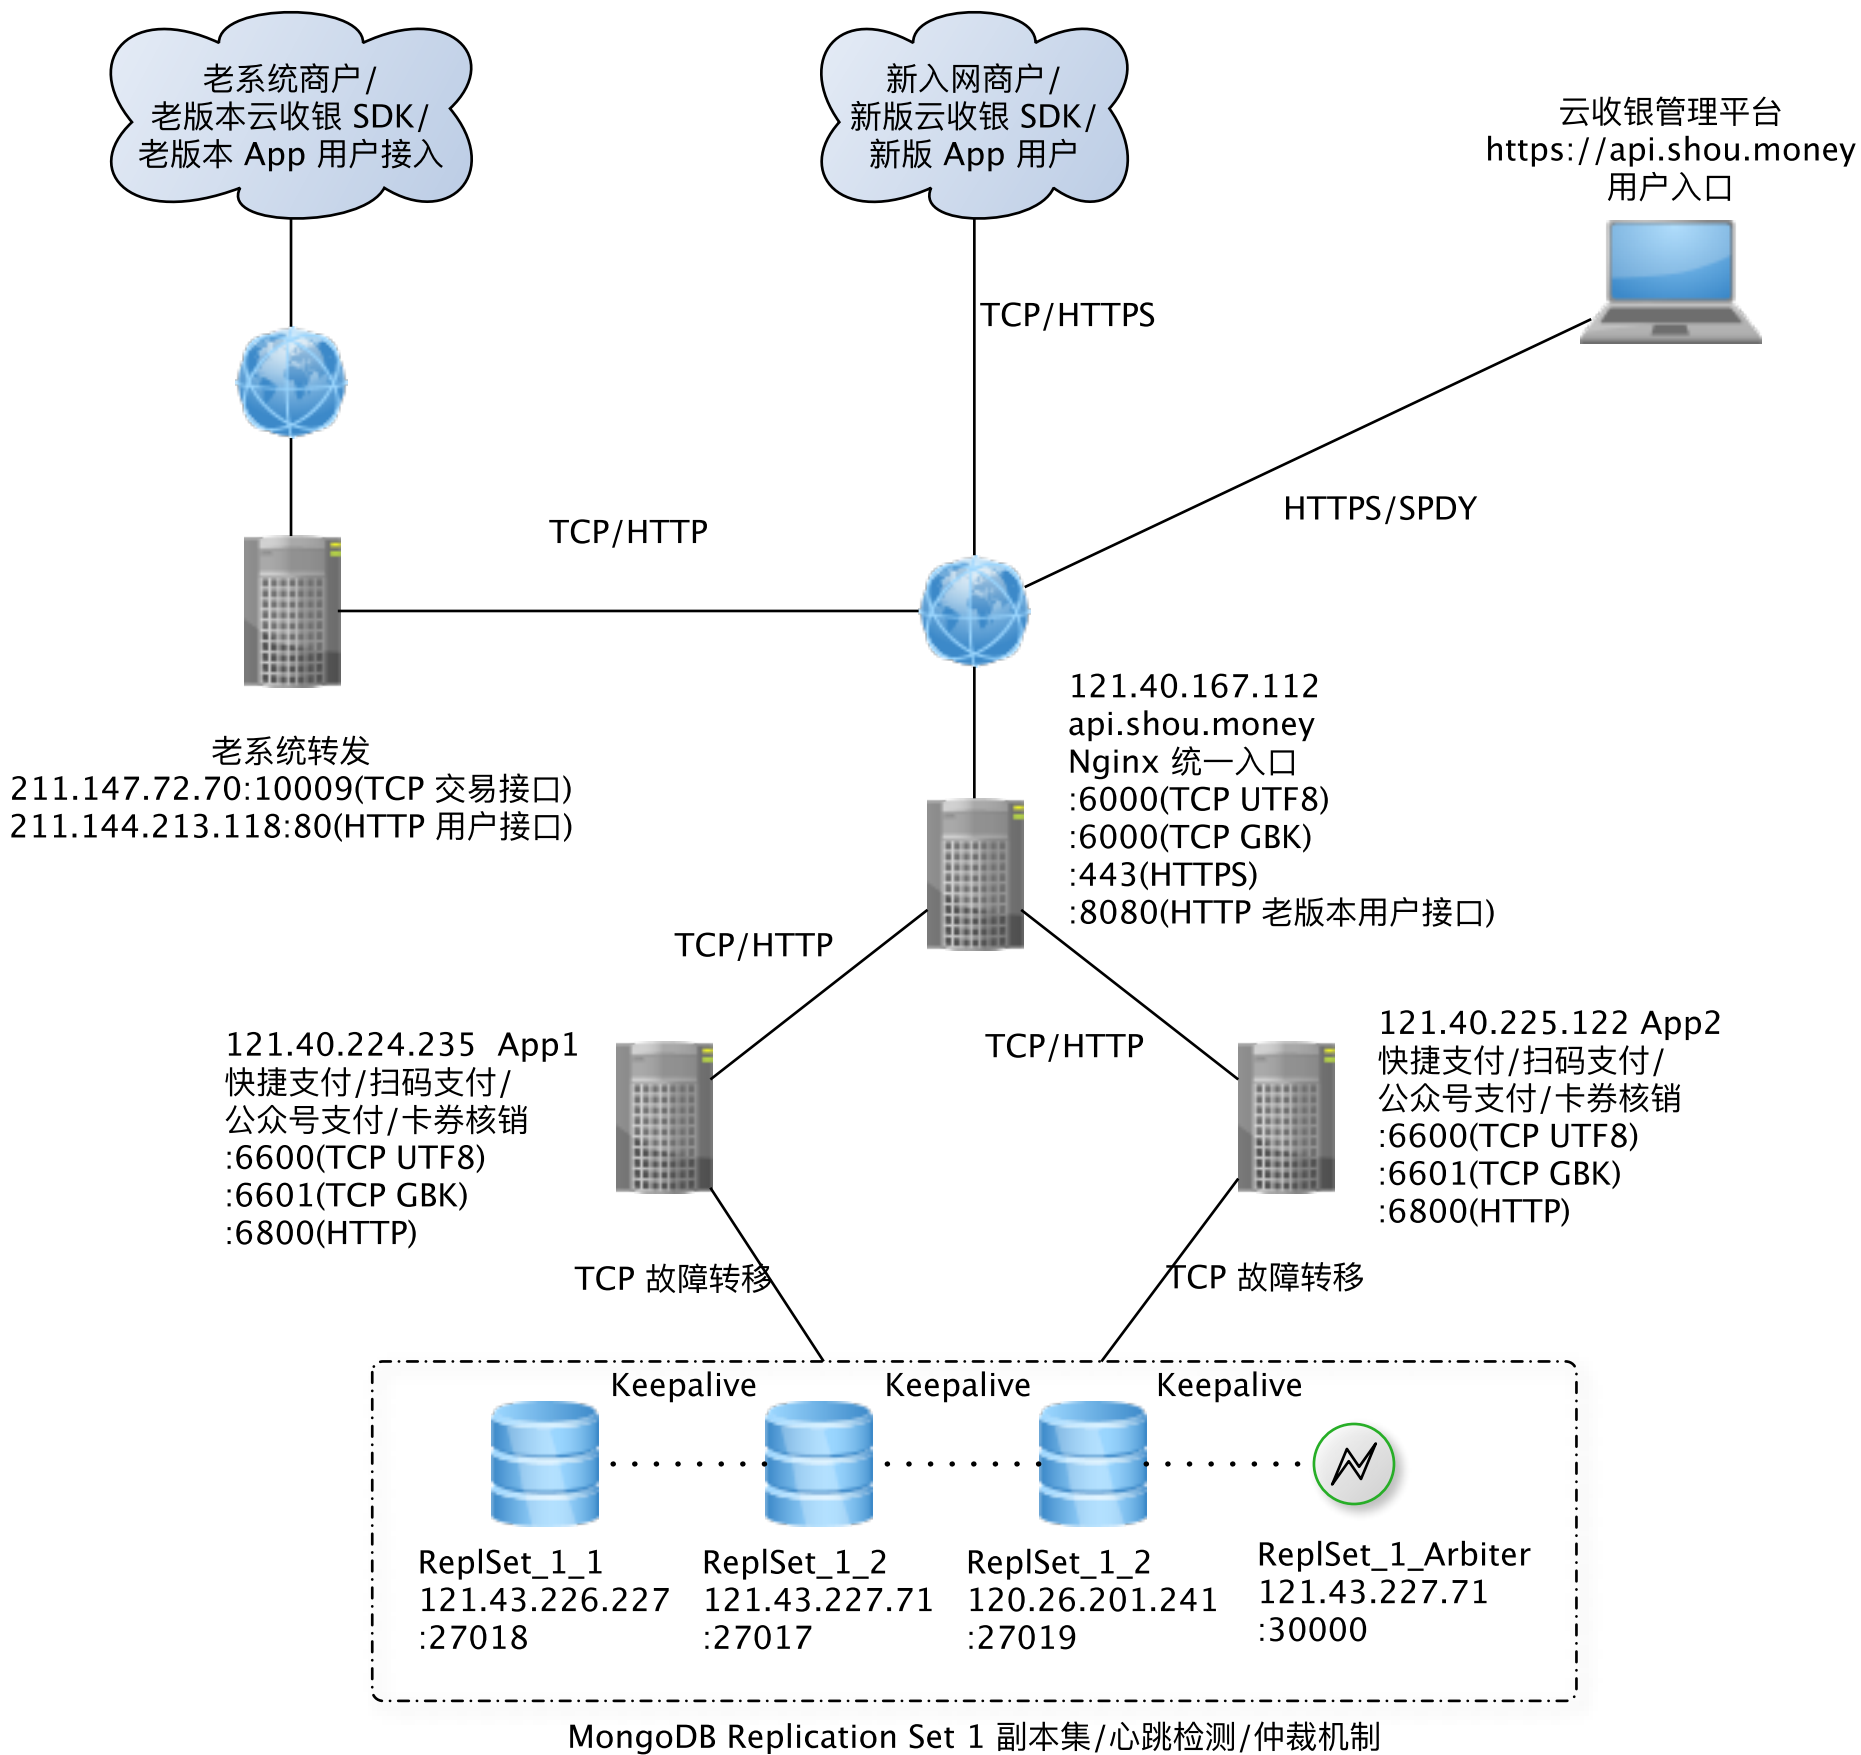 老系统商户/
老版本云收银 SDK/
老版本 App 用户接入
新入网商户/
新版云收银 SDK/
新版 App 用户
云收银管理平台
https://api.shou.money
用户入口
TCP/HTTPS
HTTPS/SPDY
TCP/HTTP
老系统转发
211.147.72.70:10009(TCP 交易接口)
211.144.213.118:80(HTTP 用户接口)
121.40.167.112
api.shou.money
Nginx 统一入口
:6000(TCP UTF8)
:6000(TCP GBK)
:443(HTTPS)
:8080(HTTP 老版本用户接口)
TCP/HTTP
TCP/HTTP
121.40.224.235  App1
快捷支付/扫码支付/
公众号支付/卡券核销
:6600(TCP UTF8)
:6601(TCP GBK)
:6800(HTTP)
121.40.225.122 App2
快捷支付/扫码支付/
公众号支付/卡券核销
:6600(TCP UTF8)
:6601(TCP GBK)
:6800(HTTP)
TCP 故障转移
TCP 故障转移
Keepalive
Keepalive
Keepalive
ReplSet_1_1
121.43.226.227
:27018
ReplSet_1_2
121.43.227.71
:27017
ReplSet_1_2
120.26.201.241
:27019
ReplSet_1_Arbiter
121.43.227.71
:30000
MongoDB Replication Set 1 副本集/心跳检测/仲裁机制